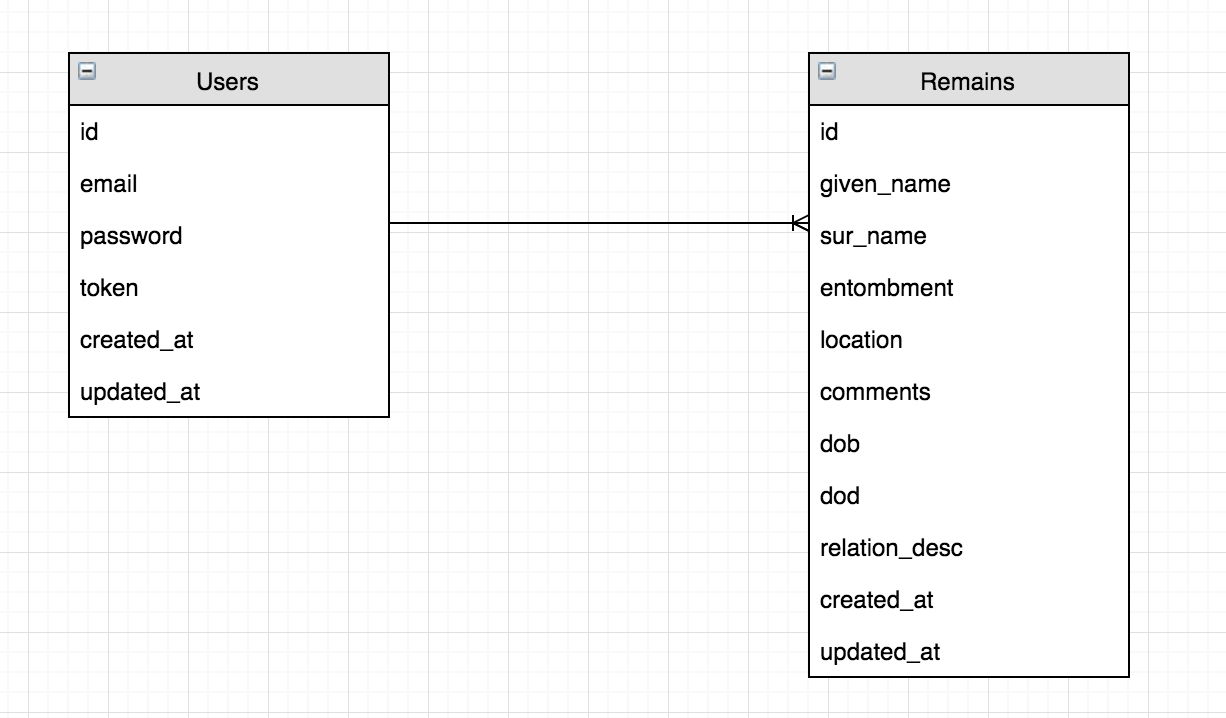 Users
id
email
password
token
created_at
updated_at
Remains
id
given_name
sur_name
entombment
location
comments
dob
dod
relation_desc
created_at
updated_at